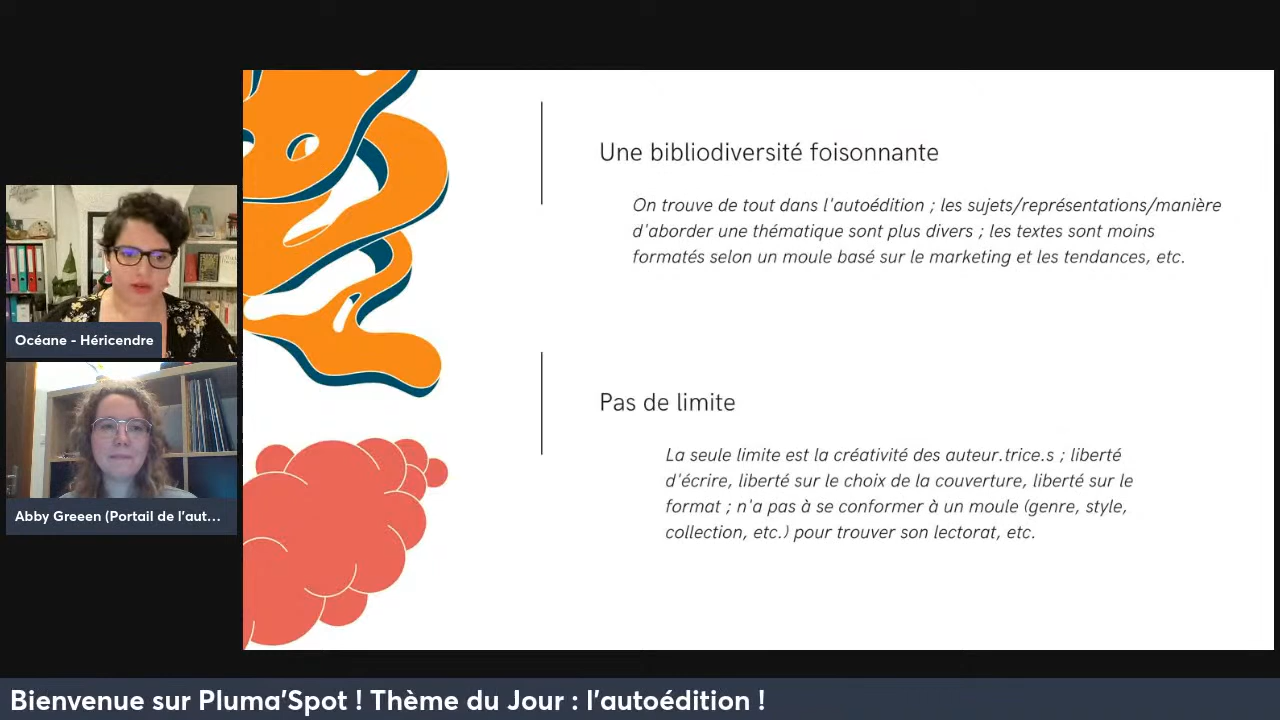 Une bibliodiversité foisonnante
On trouve de tout dans l'autoédition ; les sujets/représentations/manière
d'aborder une thématique sont plus divers ; les textes sont moins
formatés selon un moule basé sur le marketing et les tendances, etc.
Pas de limite
La seule limite est la créativité des auteur.trice.s ; liberté
d'écrire, liberté sur le choix de la couverture, liberté sur le
format ; n'a pas à se conformer à un moule (genre, style,
collection, etc.) pour trouver son lectorat, etc.
Océane - Héricendre
Abby Greeen (Portail de l'aut...
Bienvenue sur Pluma'Spot ! Thème du Jour : l'autoédition !